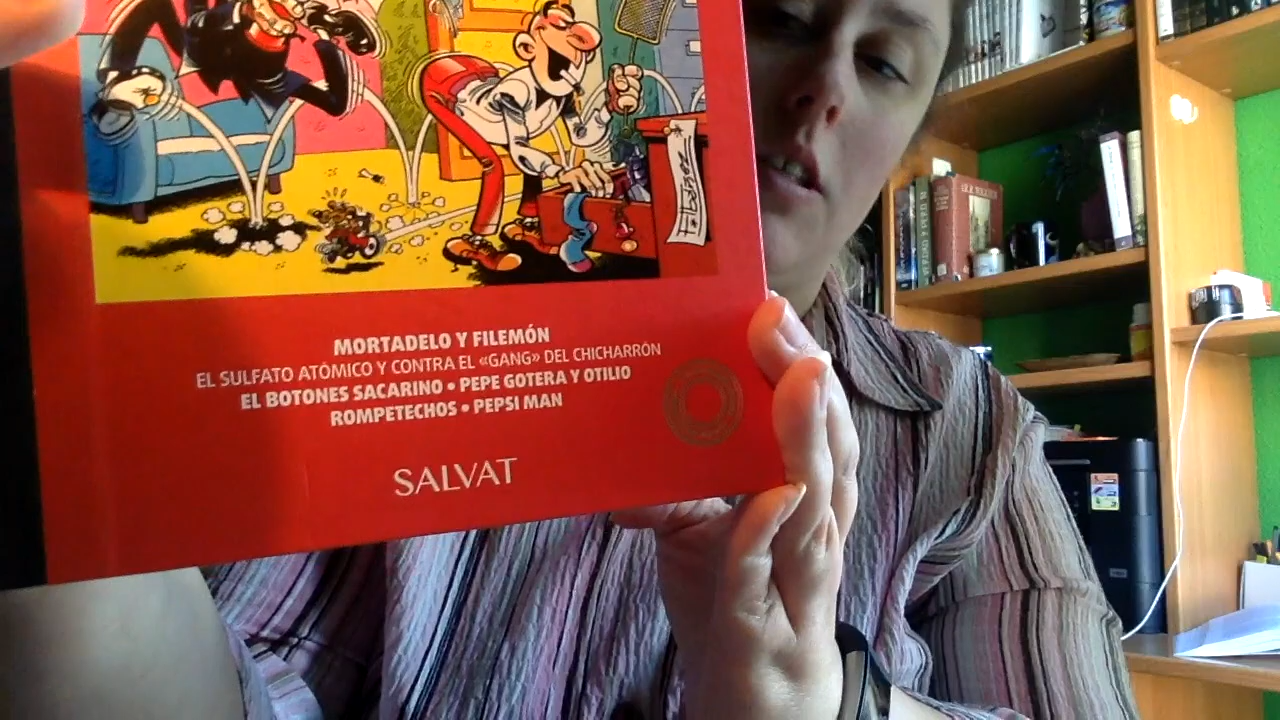 F. Ibáñez
MORTADELO Y FILEMÓN
EL SULFATO ATÓMICO Y CONTRA EL «GANG» DEL CHICHARRÓN
EL BOTONES SACARINO • PEPE GOTERA Y OTILIO
ROMPETECHOS • PEPSI MAN
SALVAT